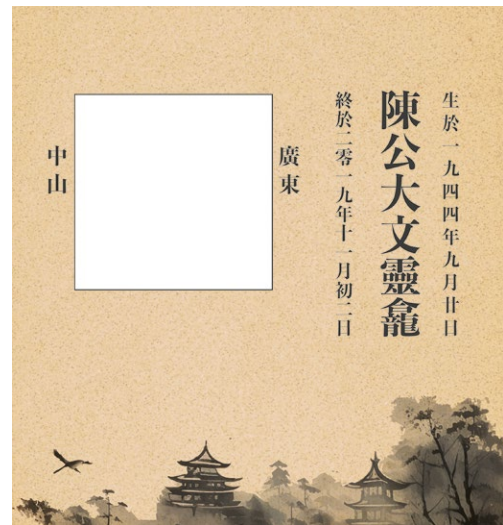 生於一九四四年九月廿日
陳公大文靈龕
終於二零一九年十一月初二日
廣東
中山